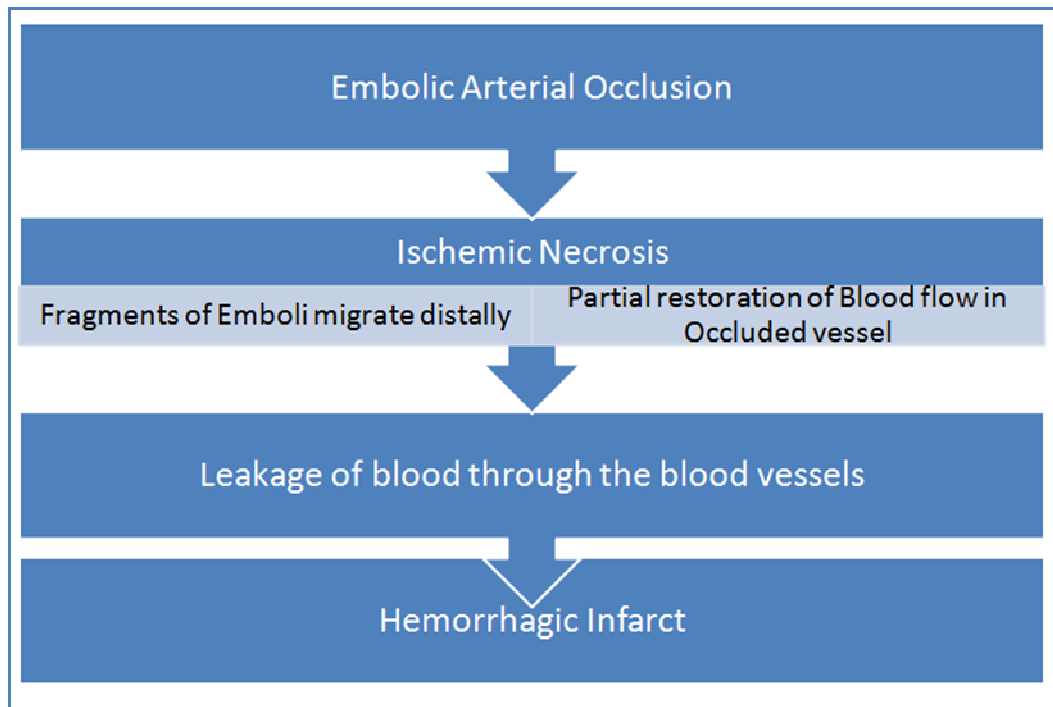 Embolic Arterial Occlusion
Ischemic Necrosis
Fragments of Emboli migrate distally
Partial restoration of Blood flow in
Occluded vessel
Leakage of blood through the blood vessels
Hemorrhagic Infarct